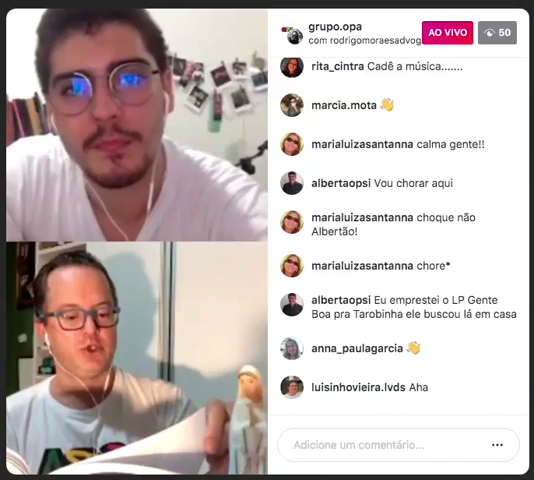 grupo.opa
com rodrigomoraesadvog
AO VIVO
50
rita_cintra Cadê a música.......
marcia.mota 👋
marialuizasantanna calma gente!!
albertaopsi Vou chorar aqui
marialuizasantanna choque não
Albertão!
marialuizasantanna chore*
albertaopsi Eu emprestei o LP Gente
Boa pra Tarobinha ele buscou lá em casa
anna_paulagarcia 👋
luisinhovieira.lvds Aha
Adicione um comentário...